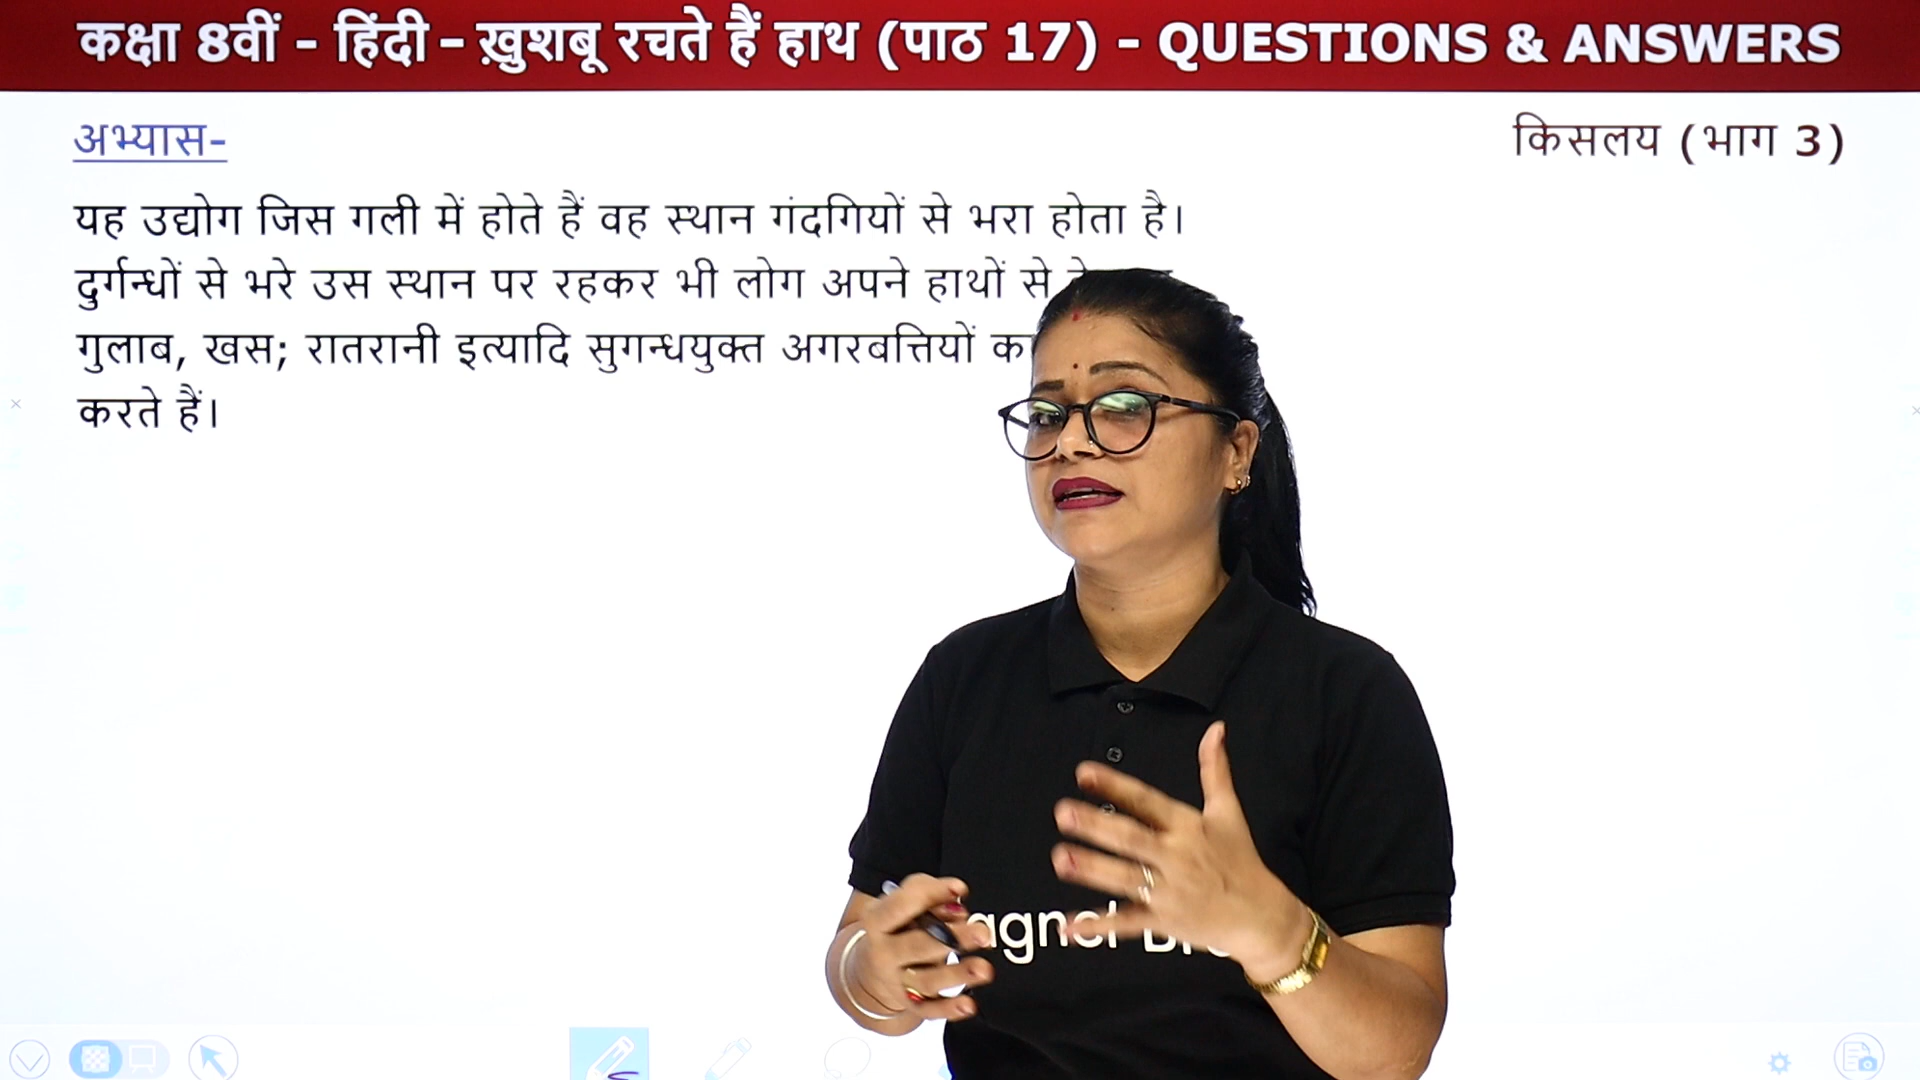 कक्षा 8वीं - हिंदी - ख़ुशबू रचते हैं हाथ (पाठ 17) - QUESTIONS & ANSWERS
अभ्यास-
किसलय (भाग 3)
यह उद्योग जिस गली में होते हैं वह स्थान गंदगियों से भरा होता है।
दुर्गन्धों से भरे उस स्थान पर रहकर भी लोग अपने हाथों से
गुलाब, खस; रातरानी इत्यादि सुगन्धयुक्त अगरबत्तियों
करते हैं।